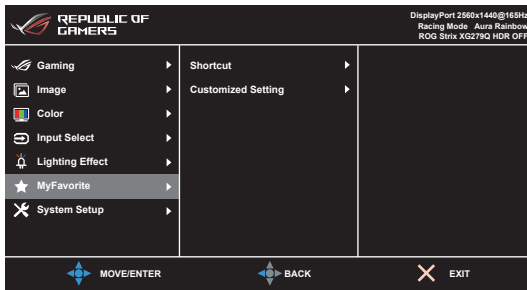 REPUBLIC OF
GAMERS
DisplayPort 2560x1440@165Hz
Racing Mode Aura Rainbow
ROG Strix XG279Q HDR OFF
Gaming
Shortcut
Image
Customized Setting
Color
Input Select
Lighting Effect
MyFavorite
System Setup
MOVE/ENTER
BACK
EXIT